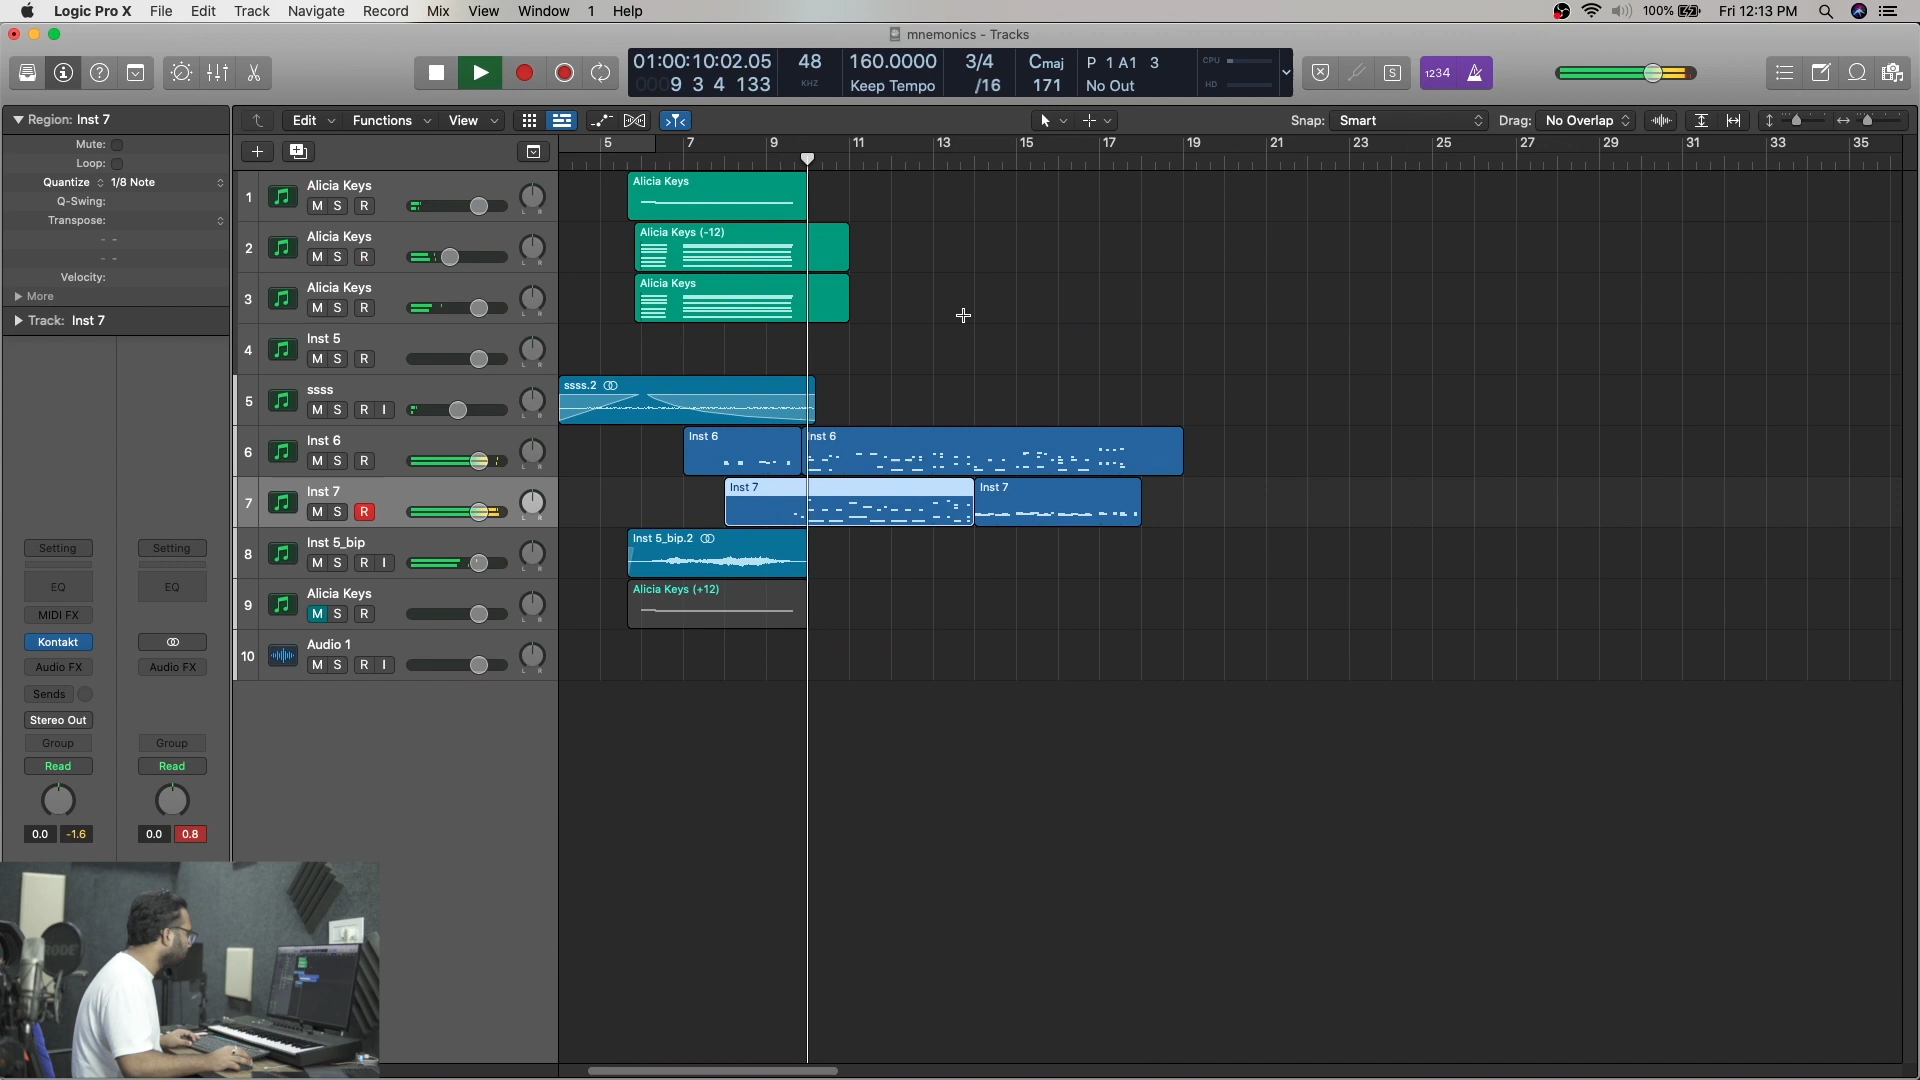 Logic Pro X File Edit Track Navigate Record Mix View Window 1 Help 100% Fri 12:13 PM
mnemonics - Tracks
01:00:10:02.05 48 160.0000 3/4 Cmaj P 1 A1 3 CPU
0009 3 4 133 KHZ Keep Tempo /16 171 No Out HD
S 1234
Region: Inst 7
Edit Functions View Snap: Smart Drag: No Overlap
Mute:
Loop:
Quantize 1/8 Note
Q-Swing:
Transpose:
- -
- -
Velocity:
More
Track: Inst 7
5 7 9 11 13 15 17 19 21 23 25 27 29 31 33 35
1 Alicia Keys
M S R L R
Alicia Keys
2 Alicia Keys
M S R L R
Alicia Keys (-12)
3 Alicia Keys
M S R L R
Alicia Keys
4 Inst 5
M S R L R
5 ssss
M S R I L R
ssss.2
6 Inst 6
M S R L R
Inst 6 Inst 6
7 Inst 7
M S R L R
Inst 7 Inst 7
8 Inst 5_bip
M S R I L R
Inst 5_bip.2
9 Alicia Keys
M S R L R
Alicia Keys (+12)
10 Audio 1
M S R I L R
Setting Setting
EQ EQ
MIDI FX
Kontakt
Audio FX Audio FX
Sends
Stereo Out
Group Group
Read Read
0.0 -1.6 0.0 0.8
RODE